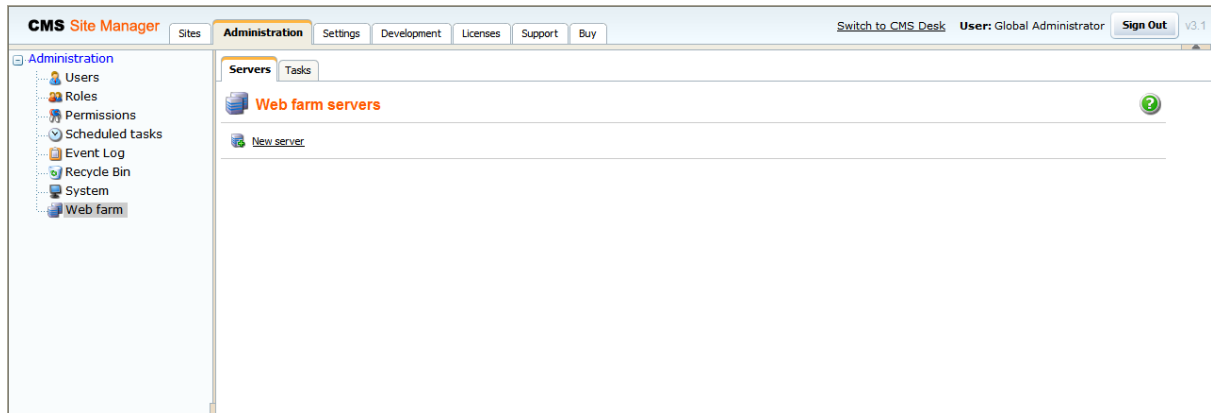 CMS Site Manager Sites Administration Settings Development Licenses Support Buy Switch to CMS Desk User: Global Administrator Sign Out v3.1
Administration
Users
Roles
Permissions
Scheduled tasks
Event Log
Recycle Bin
System
Web farm
Servers Tasks
Web farm servers
New server